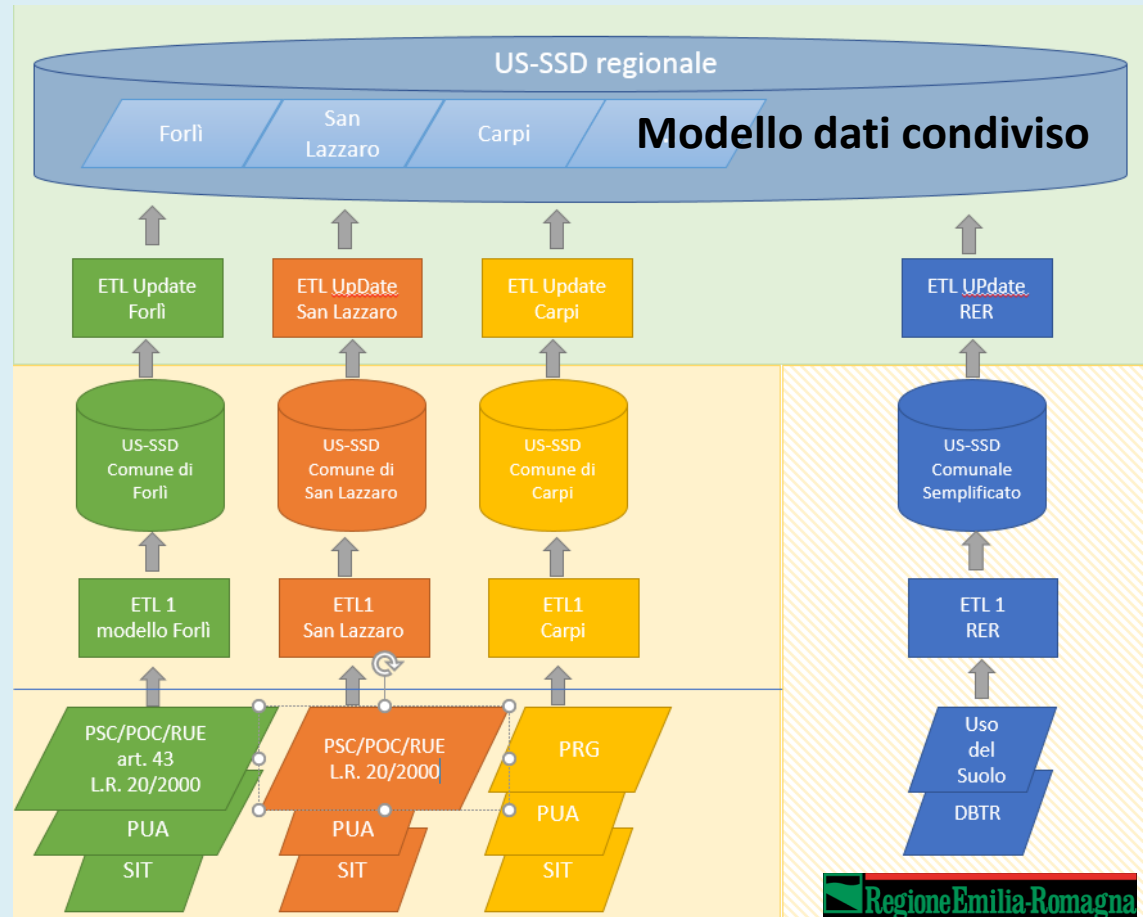 US-SSD regionale
Forlì
San
Lazzaro
Carpi
Modello dati condiviso
ETL Update
Forlì
ETL UpDate
San Lazzaro
ETL Update
Carpi
ETL UPdate
RER
US-SSD
Comune di
Forlì
US-SSD
Comune di
San Lazzaro
US-SSD
Comune di
Carpi
US-SSD
Comunale
Semplificato
ETL 1
modello Forlì
ETL1
San Lazzaro
ETL1
Carpi
ETL 1
RER
PSC/POC/RUE
art. 43
L.R. 20/2000
PUA
SIT
PSC/POC/RUE
L.R. 20/2000
PUA
SIT
PRG
PUA
SIT
Uso
del
Suolo
DBTR
RegioneEmilia-Romagna